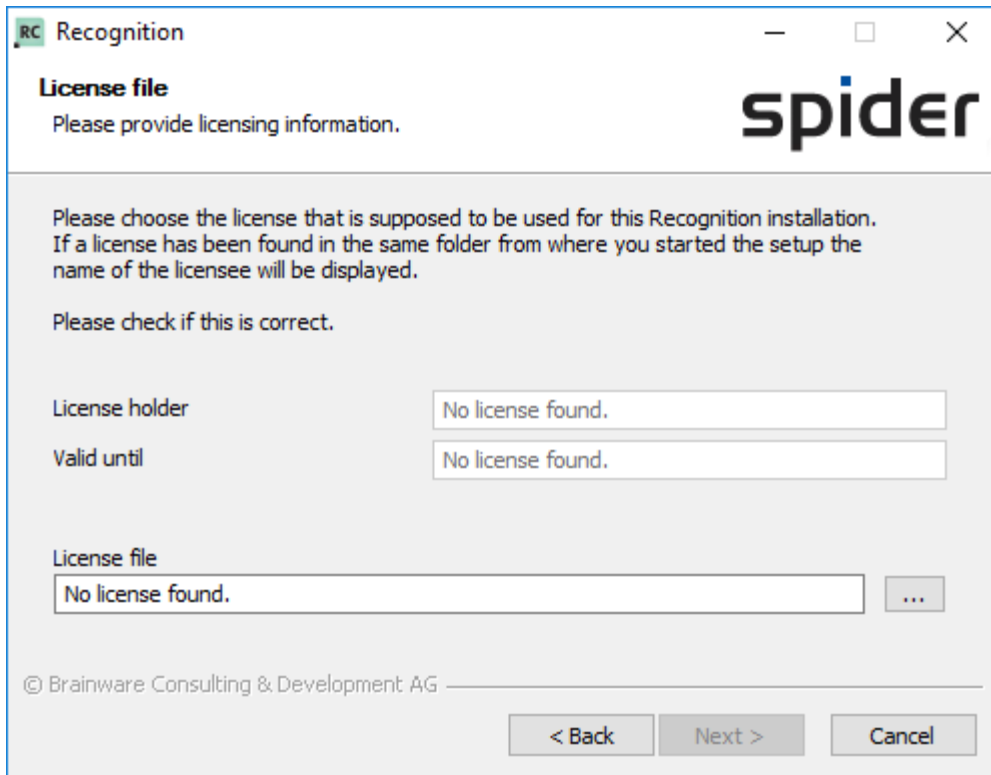 RC Recognition
License file
Please provide licensing information.
spider
Please choose the license that is supposed to be used for this Recognition installation.
If a license has been found in the same folder from where you started the setup the
name of the licensee will be displayed.
Please check if this is correct.
License holder No license found.
Valid until No license found.
License file
No license found. ...
© Brainware Consulting & Development AG
< Back Next > Cancel